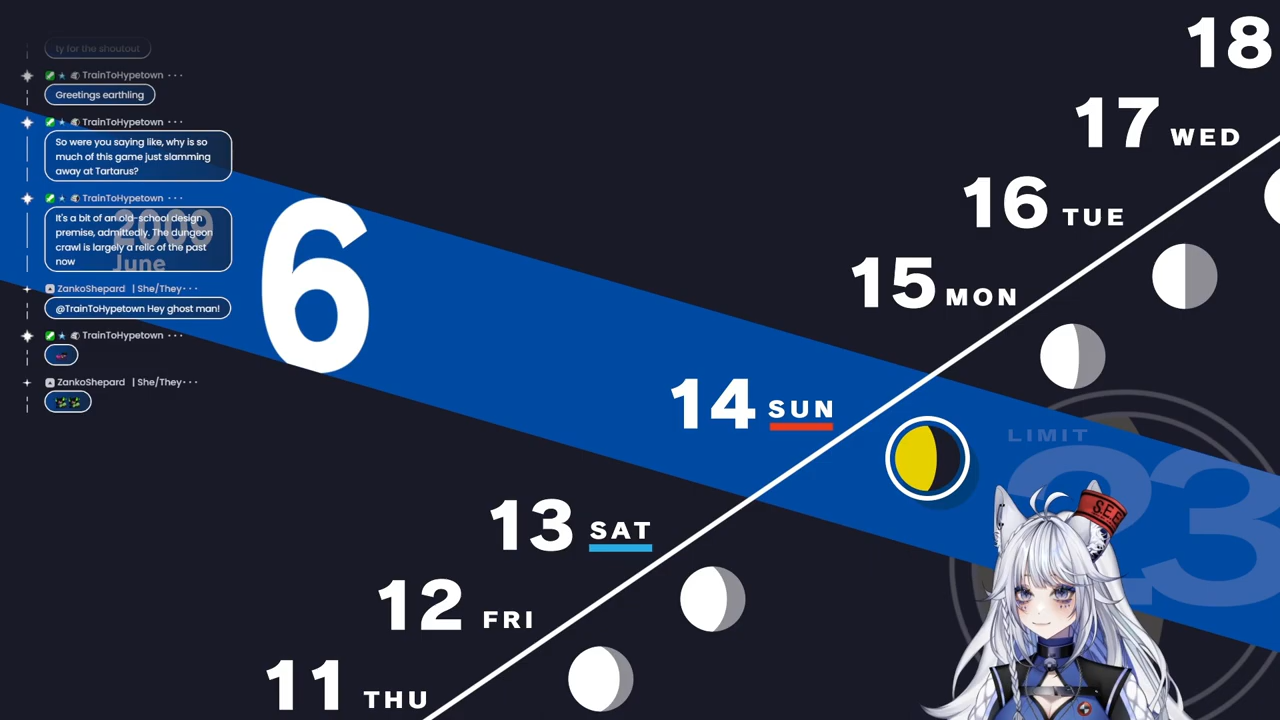 ty for the shoutout
TrainToHypetown
Greetings earthling
TrainToHypetown
So were you saying like, why is so
much of this game just slamming
away at Tartarus?
TrainToHypetown
It's a bit of an old-school design
premise, admittedly. The dungeon
crawl is largely a relic of the past
now
ZankoShepard | She/They
@TrainToHypetown Hey ghost man!
TrainToHypetown
ZankoShepard | She/They
2009
June
6
18
17 WED
16 TUE
15 MON
14 SUN
13 SAT
12 FRI
11 THU
LIMIT
23